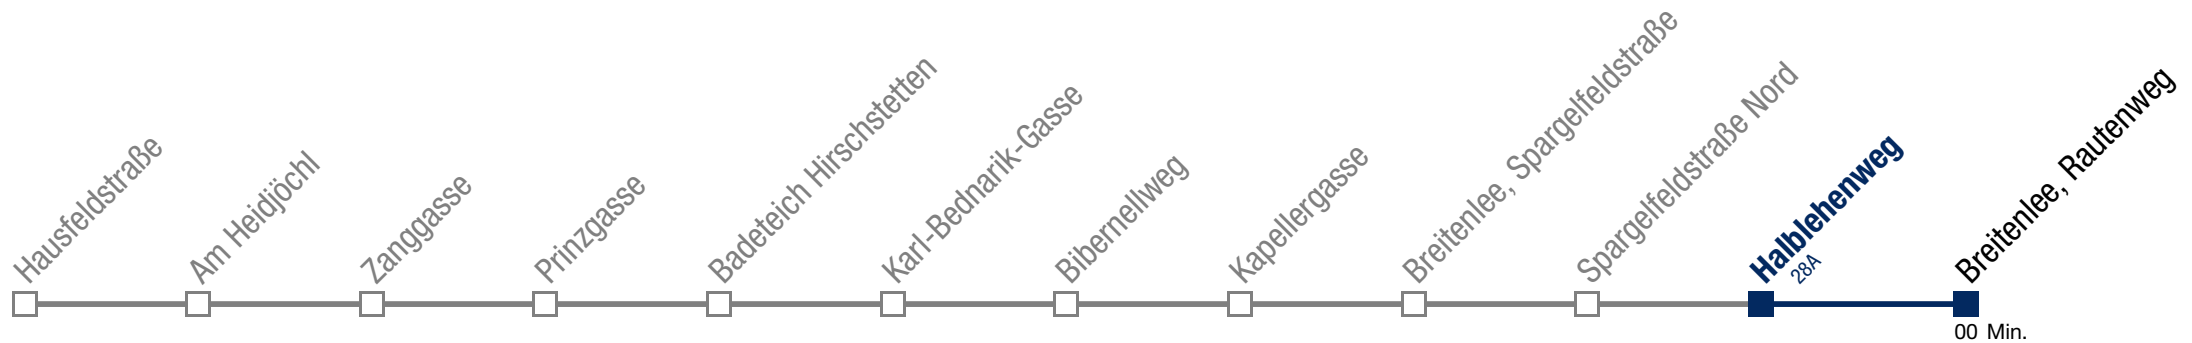 Hausfeldstraße
Am Heidjöchl
Zanggasse
Prinzgasse
Badeteich Hirschstetten
Karl-Bednarik-Gasse
Bibernellweg
Kapellergasse
Breitenlee, Spargelfeldstraße
Spargelfeldstraße Nord
Halblehenweg
28A
Breitenlee, Rautenweg
00 Min.